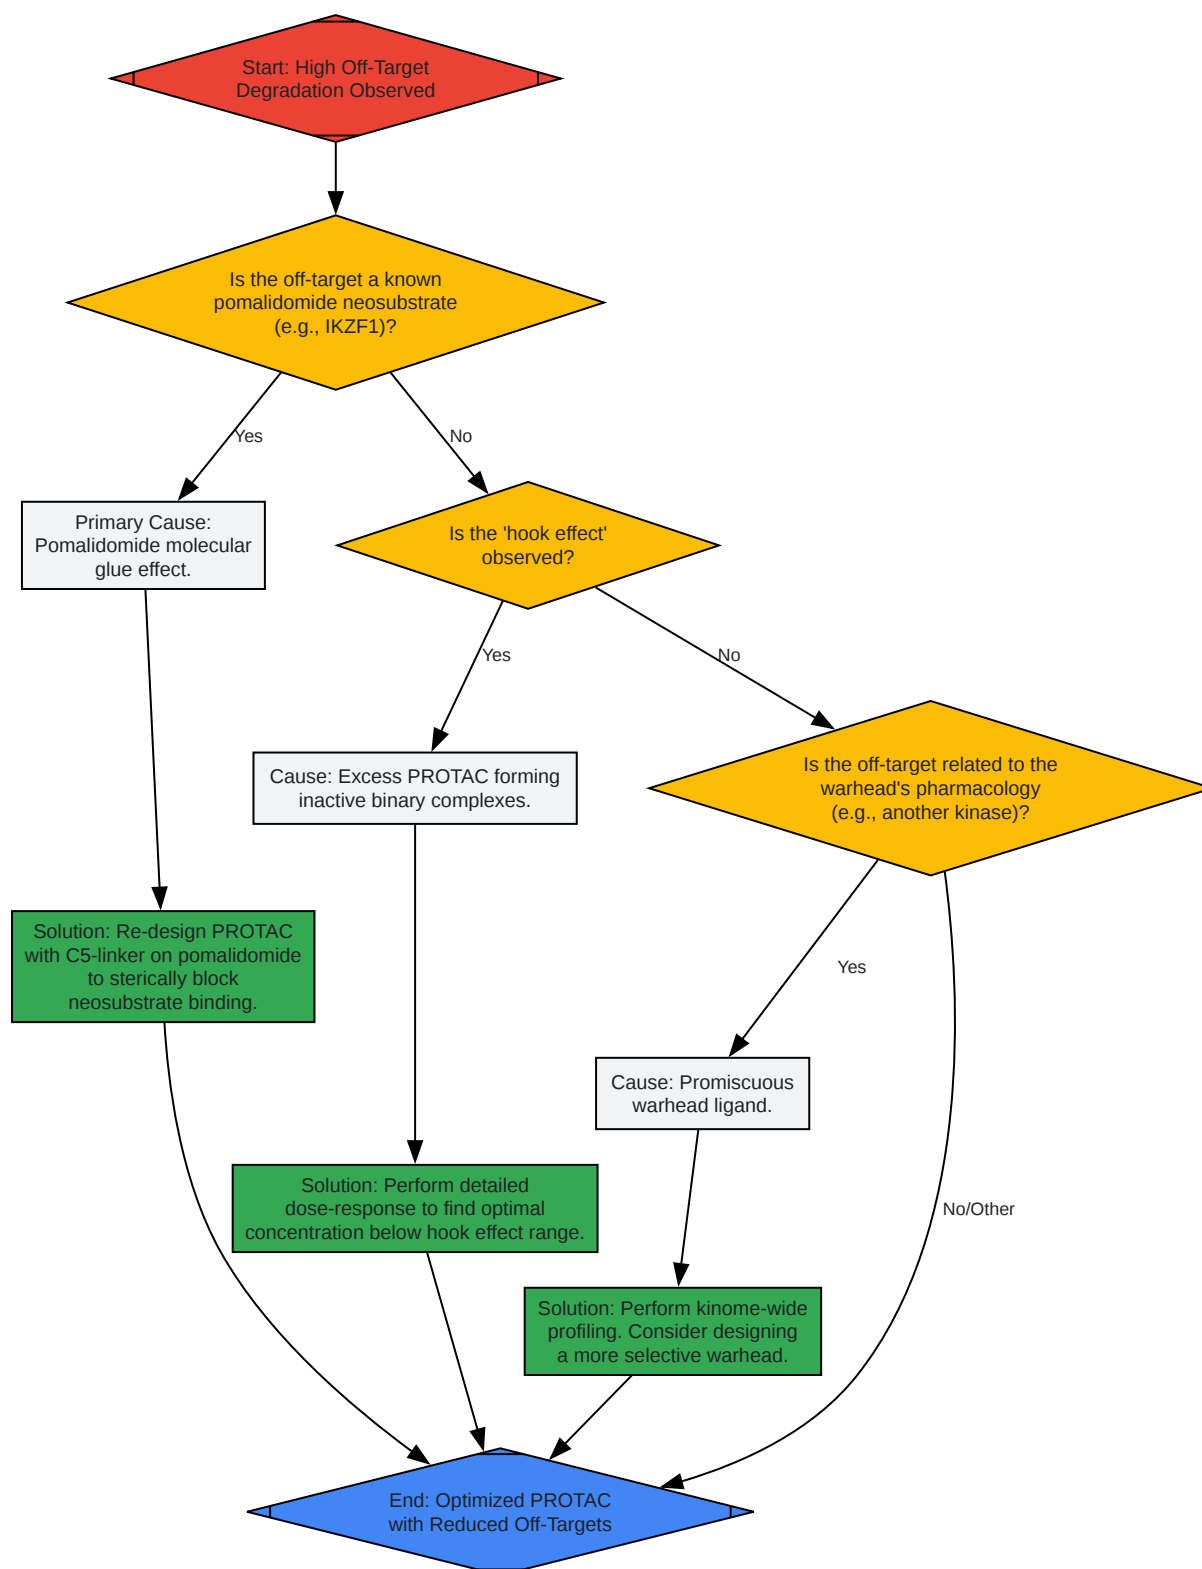 Start: High Off-Target
Degradation Observed
Is the off-target a known
pomalidomide neosubstrate
(e.g., IKZF1)?
Yes
No
Primary Cause:
Pomalidomide molecular
glue effect.
Is the 'hook effect'
observed?
Yes
No
Cause: Excess PROTAC forming
inactive binary complexes.
Is the off-target related to the
warhead's pharmacology
(e.g., another kinase)?
Solution: Re-design PROTAC
with C5-linker on pomalidomide
to sterically block
neosubstrate binding.
Yes
Cause: Promiscuous
warhead ligand.
Solution: Perform detailed
dose-response to find optimal
concentration below hook effect range.
No/Other
Solution: Perform kinome-wide
profiling. Consider designing
a more selective warhead.
End: Optimized PROTAC
with Reduced Off-Targets